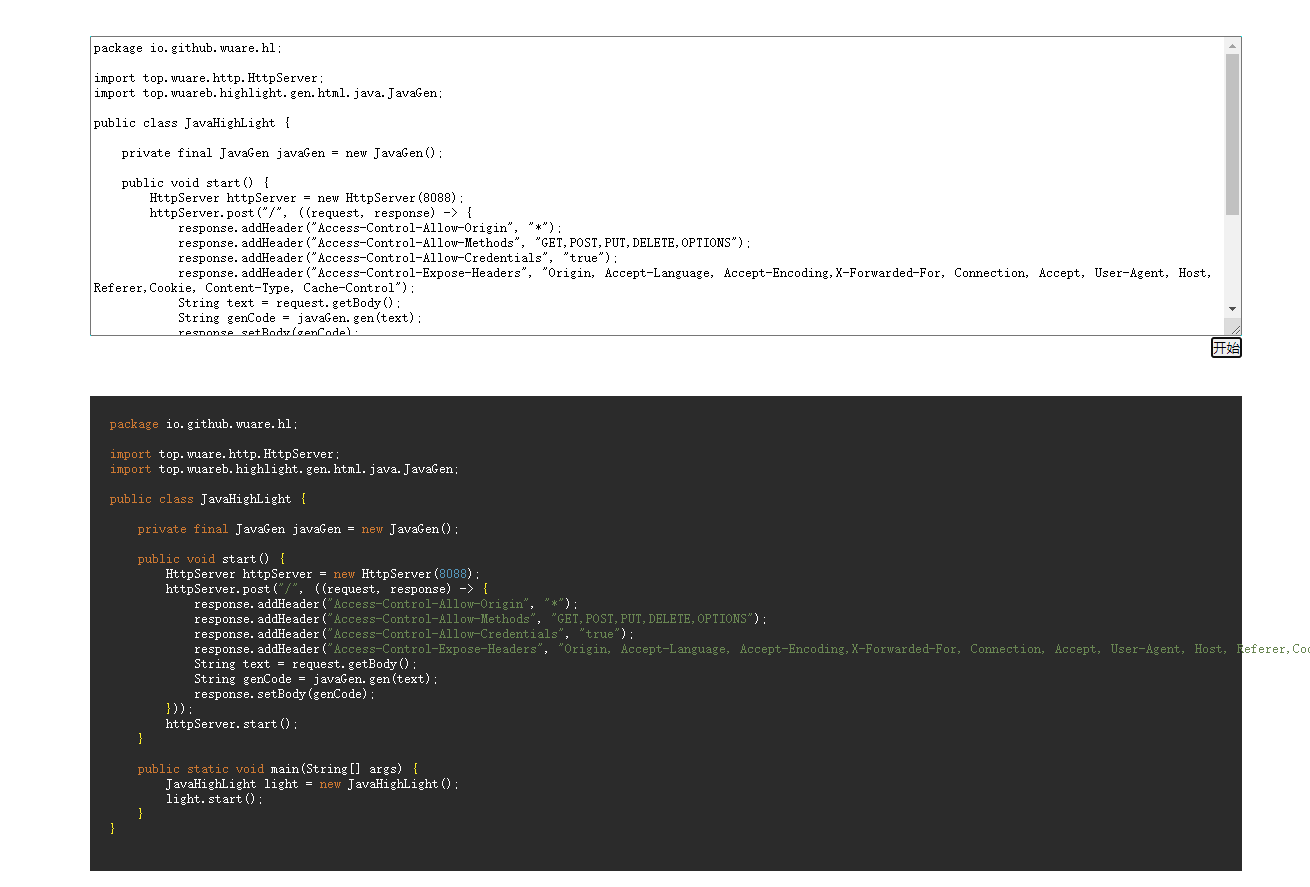 package io.github.wuare.hl;
import top.wuare.http.HttpServer;
import top.wuareb.highlight.gen.html.java.JavaGen;
public class JavaHighLight {
    private final JavaGen javaGen = new JavaGen();
    public void start() {
        HttpServer httpServer = new HttpServer(8088);
        httpServer.post("/", ((request, response) -> {
            response.addHeader("Access-Control-Allow-Origin", "*");
            response.addHeader("Access-Control-Allow-Methods", "GET,POST,PUT,DELETE,OPTIONS");
            response.addHeader("Access-Control-Allow-Credentials", "true");
            response.addHeader("Access-Control-Expose-Headers", "Origin, Accept-Language, Accept-Encoding,X-Forwarded-For, Connection, Accept, User-Agent, Host,
Referer,Cookie, Content-Type, Cache-Control");
            String text = request.getBody();
            String genCode = javaGen.gen(text);
            response.setBody(genCode);
开始
package io.github.wuare.hl;
import top.wuare.http.HttpServer;
import top.wuareb.highlight.gen.html.java.JavaGen;
public class JavaHighLight {
    private final JavaGen javaGen = new JavaGen();
    public void start() {
        HttpServer httpServer = new HttpServer(8088);
        httpServer.post("/", ((request, response) -> {
            response.addHeader("Access-Control-Allow-Origin", "*");
            response.addHeader("Access-Control-Allow-Methods", "GET,POST,PUT,DELETE,OPTIONS");
            response.addHeader("Access-Control-Allow-Credentials", "true");
            response.addHeader("Access-Control-Expose-Headers", "Origin, Accept-Language, Accept-Encoding,X-Forwarded-For, Connection, Accept, User-Agent, Host, Referer,
            String text = request.getBody();
            String genCode = javaGen.gen(text);
            response.setBody(genCode);
        }));
        httpServer.start();
    }
    public static void main(String[] args) {
        JavaHighLight light = new JavaHighLight();
        light.start();
    }
}